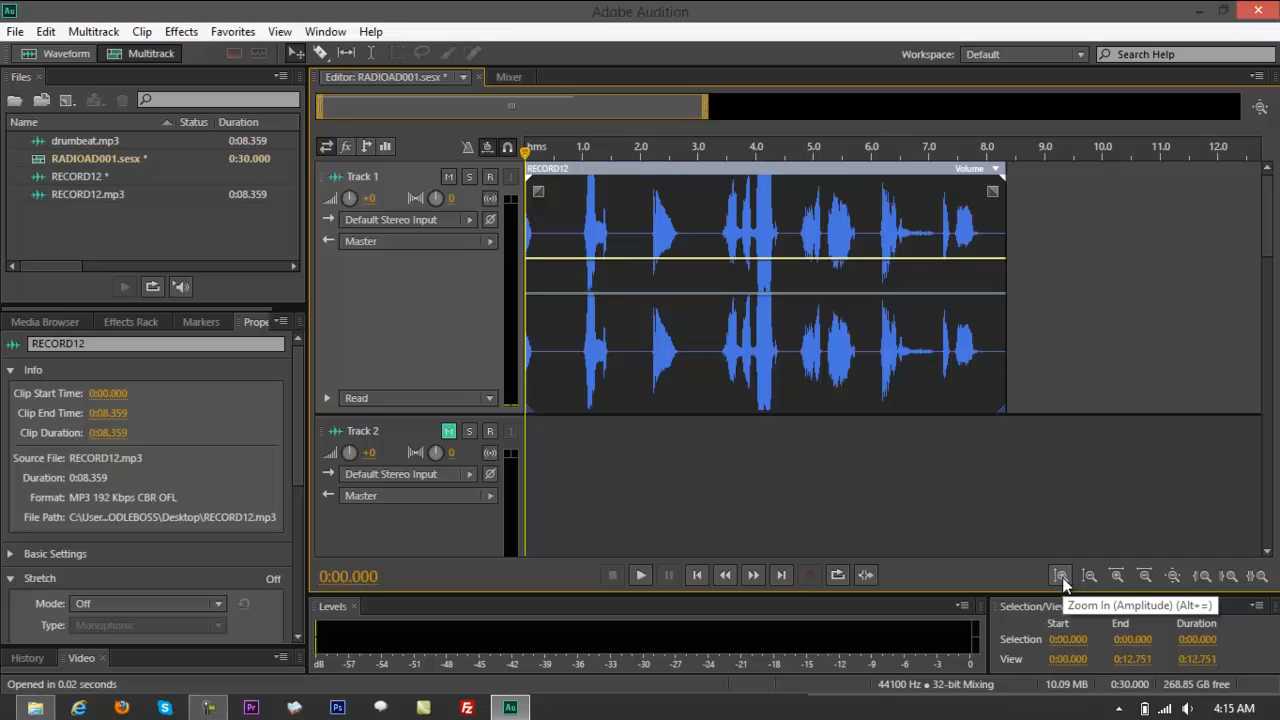 Au Adobe Audition
File Edit Multitrack Clip Effects Favorites View Window Help
Waveform Multitrack Workspace: Default Search Help
Files Editor: RADIOAD001.sesx * Mixer
Name Status Duration
drumbeat.mp3 0:08.359
RADIOAD001.sesx * 0:30.000
RECORD12 *
RECORD12.mp3 0:08.359
fx hms 1.0 2.0 3.0 4.0 5.0 6.0 7.0 8.0 9.0 10.0 11.0 12.0
RECORD12 Volume
Track 1 M S R I
+0 0
Default Stereo Input
Master
Read
Media Browser Effects Rack Markers Prope
RECORD12
Info
Clip Start Time: 0:00.000
Clip End Time: 0:08.359
Clip Duration: 0:08.359
Source File: RECORD12.mp3
Duration: 0:08.359
Format: MP3 192 Kbps CBR OFL
File Path: C:\User...ODLEBOSS\Desktop\RECORD12.mp3
Basic Settings
Stretch Off
Mode: Off
Type: Monophonic
Track 2 M S R I
+0 0
Default Stereo Input
Master
0:00.000
Zoom In (Amplitude) (Alt+=)
Levels Selection/View
dB -57 -54 -51 -48 -45 -42 -39 -36 -33 -30 -27 -24 -21 -18 -15 -12 -9 -6 -3 0
Start End Duration
Selection 0:00.000 0:00.000 0:00.000
View 0:00.000 0:12.751 0:12.751
History Video
Opened in 0.02 seconds 44100 Hz ● 32-bit Mixing 10.09 MB 0:30.000 268.85 GB free
Pr Ps Fz Au 4:15 AM